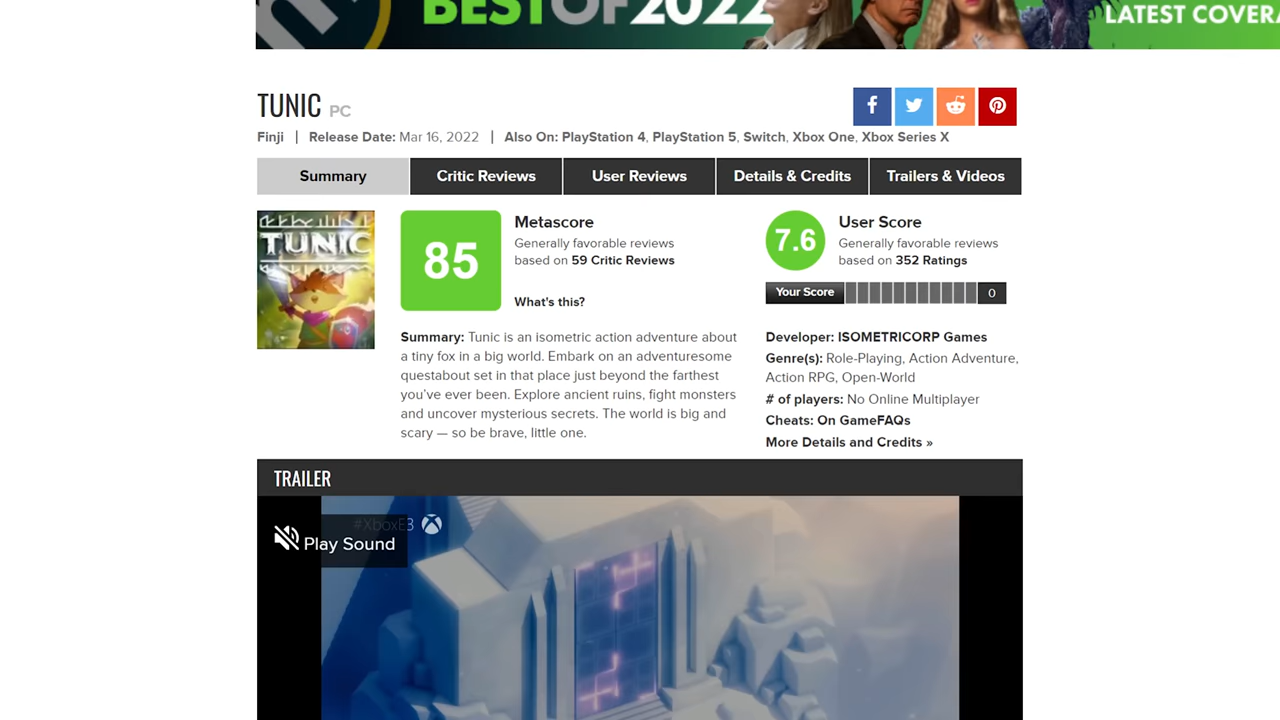 BESTOF2022
LATEST COVERA
TUNIC PC
Finji | Release Date: Mar 16, 2022 | Also On: PlayStation 4, PlayStation 5, Switch, Xbox One, Xbox Series X
Summary
Critic Reviews
User Reviews
Details & Credits
Trailers & Videos
TUNIC
85
Metascore
Generally favorable reviews
based on 59 Critic Reviews
What's this?
7.6
User Score
Generally favorable reviews
based on 352 Ratings
Your Score
0
Summary: Tunic is an isometric action adventure about
a tiny fox in a big world. Embark on an adventuresome
questabout set in that place just beyond the farthest
you’ve ever been. Explore ancient ruins, fight monsters
and uncover mysterious secrets. The world is big and
scary — so be brave, little one.
Developer: ISOMETRICORP Games
Genre(s): Role-Playing, Action Adventure,
Action RPG, Open-World
# of players: No Online Multiplayer
Cheats: On GameFAQs
More Details and Credits »
TRAILER
#XboxE3
Play Sound